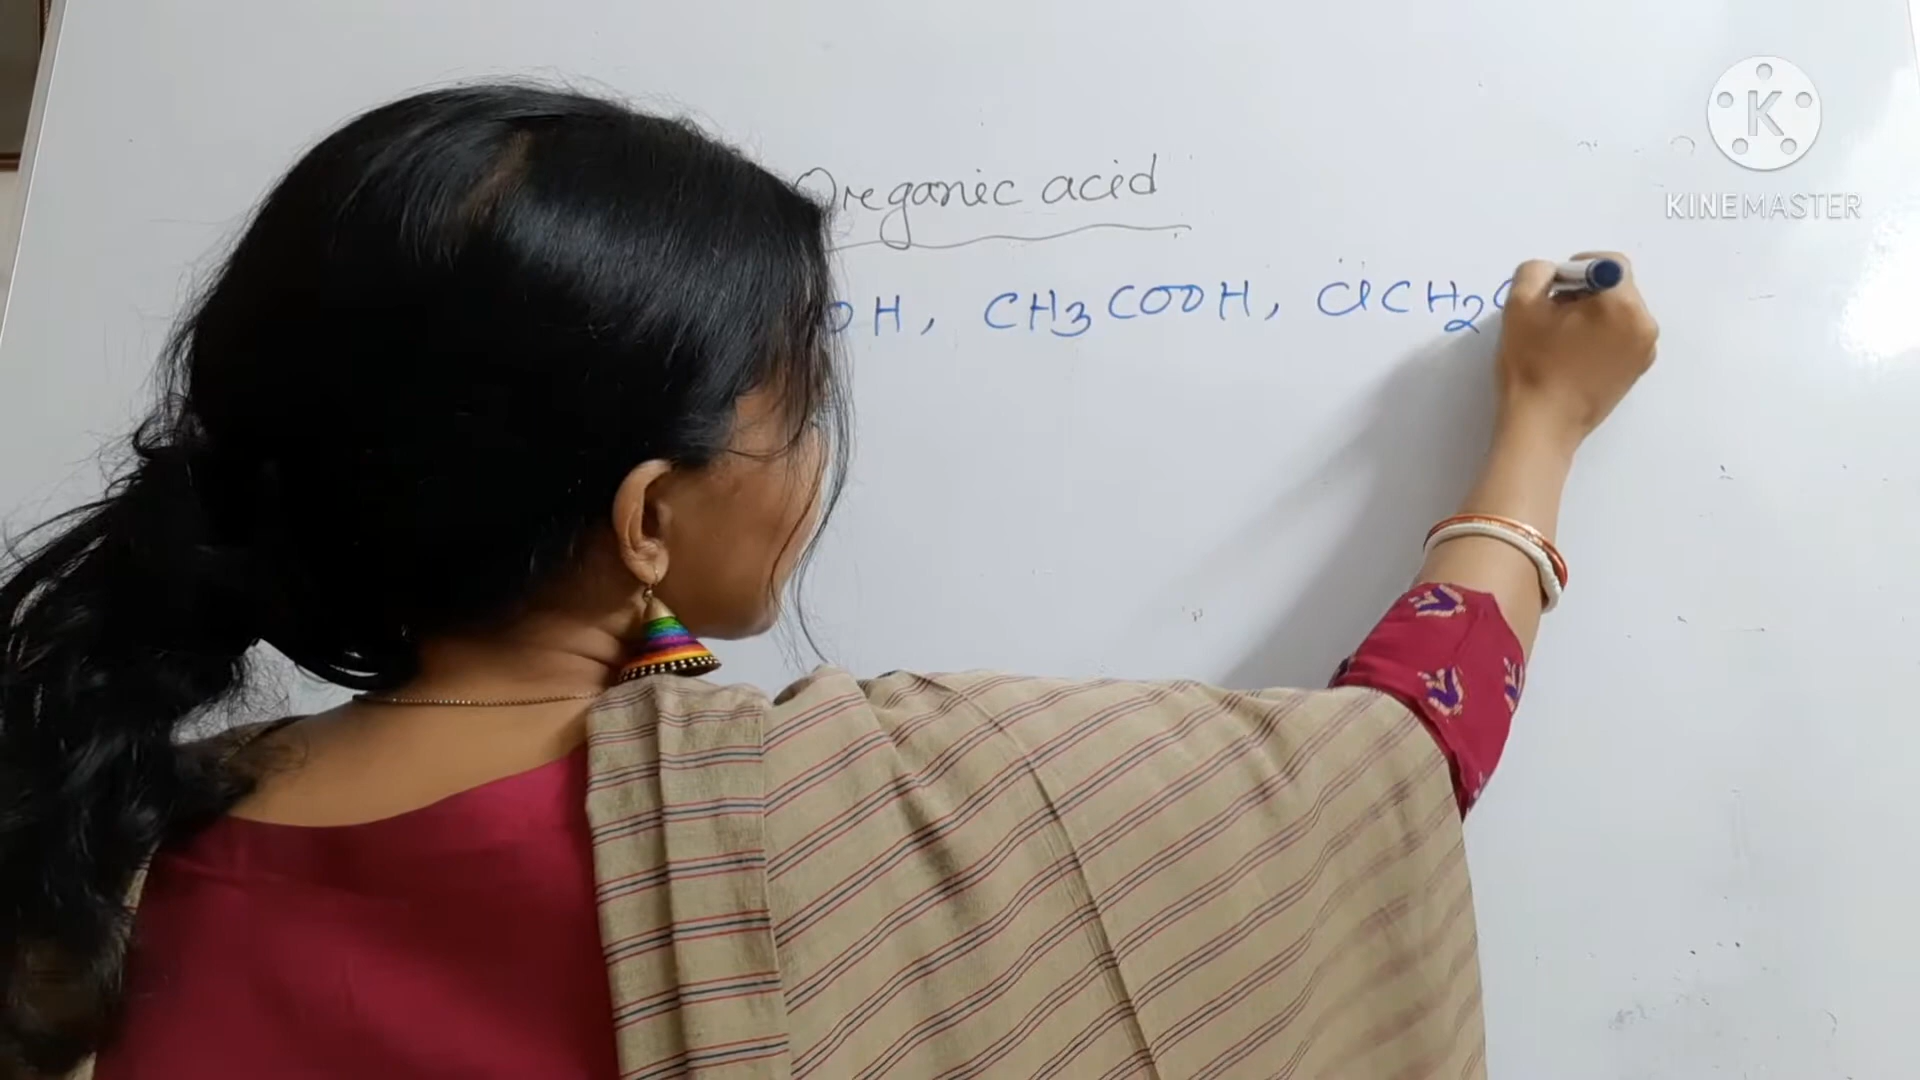 Oreganic acid
OH, CH3COOH, ClCH2C
K
KINEMASTER